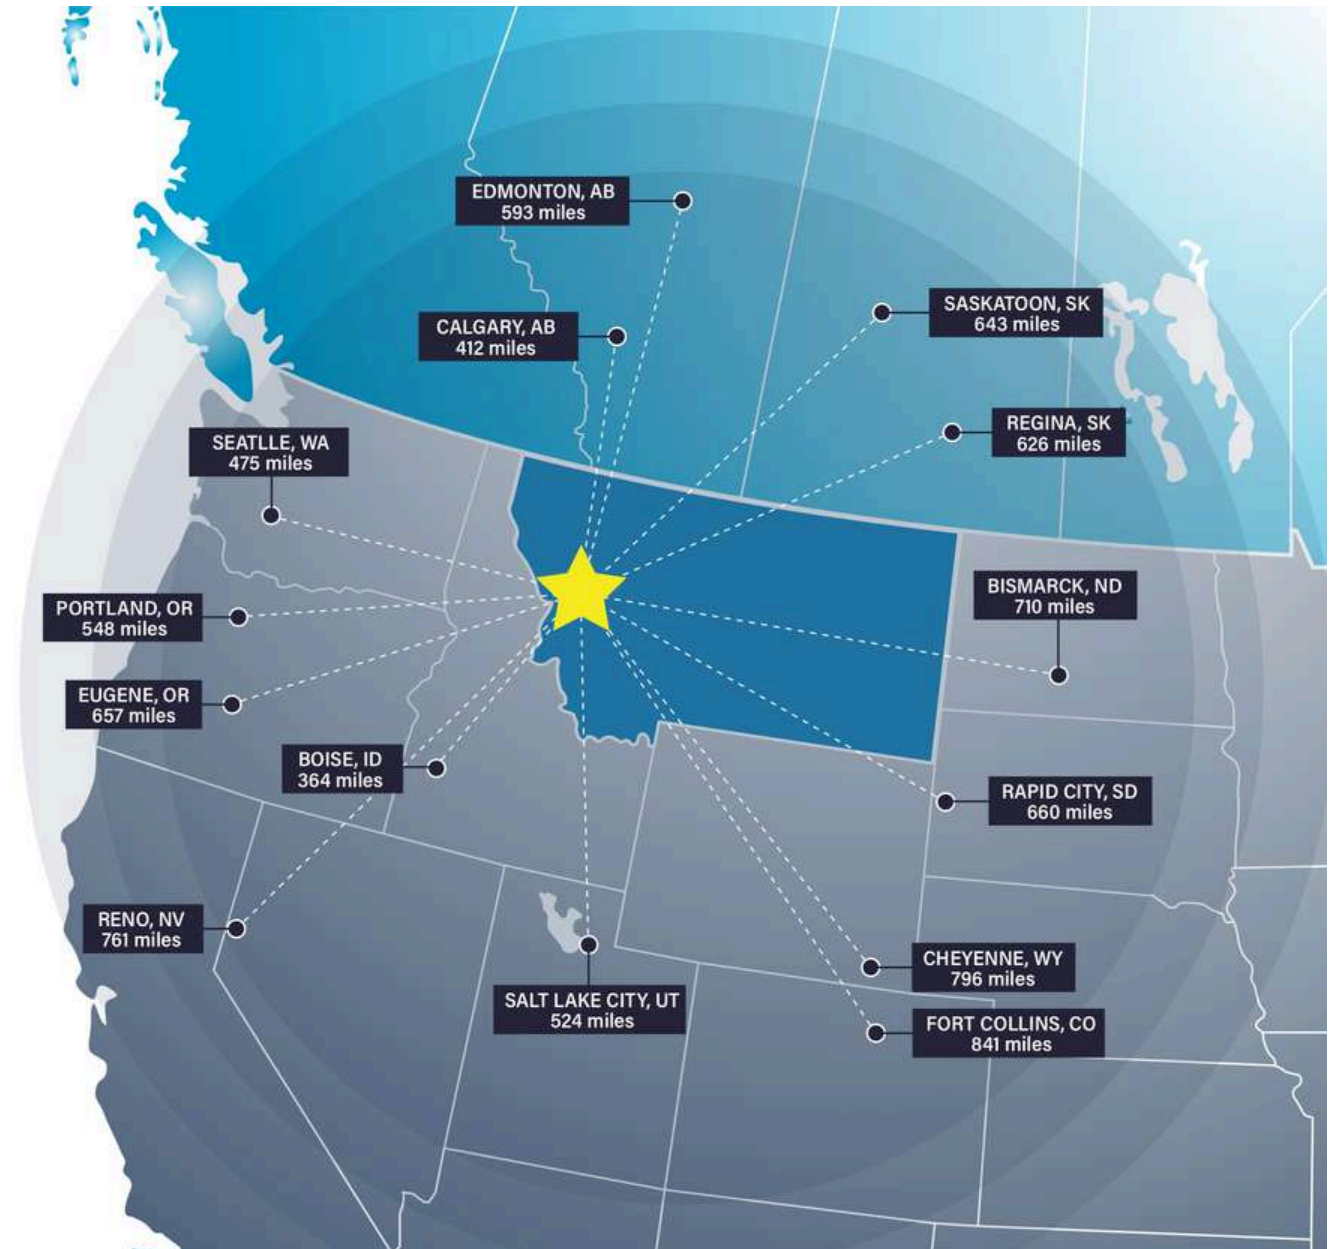 EDMONTON, AB
593 miles
SASKATOON, SK
643 miles
CALGARY, AB
412 miles
REGINA, SK
626 miles
SEATLLE, WA
475 miles
BISMARCK, ND
710 miles
PORTLAND, OR
548 miles
EUGENE, OR
657 miles
BOISE, ID
364 miles
RAPID CITY, SD
660 miles
RENO, NV
761 miles
CHEYENNE, WY
796 miles
SALT LAKE CITY, UT
524 miles
FORT COLLINS, CO
841 miles